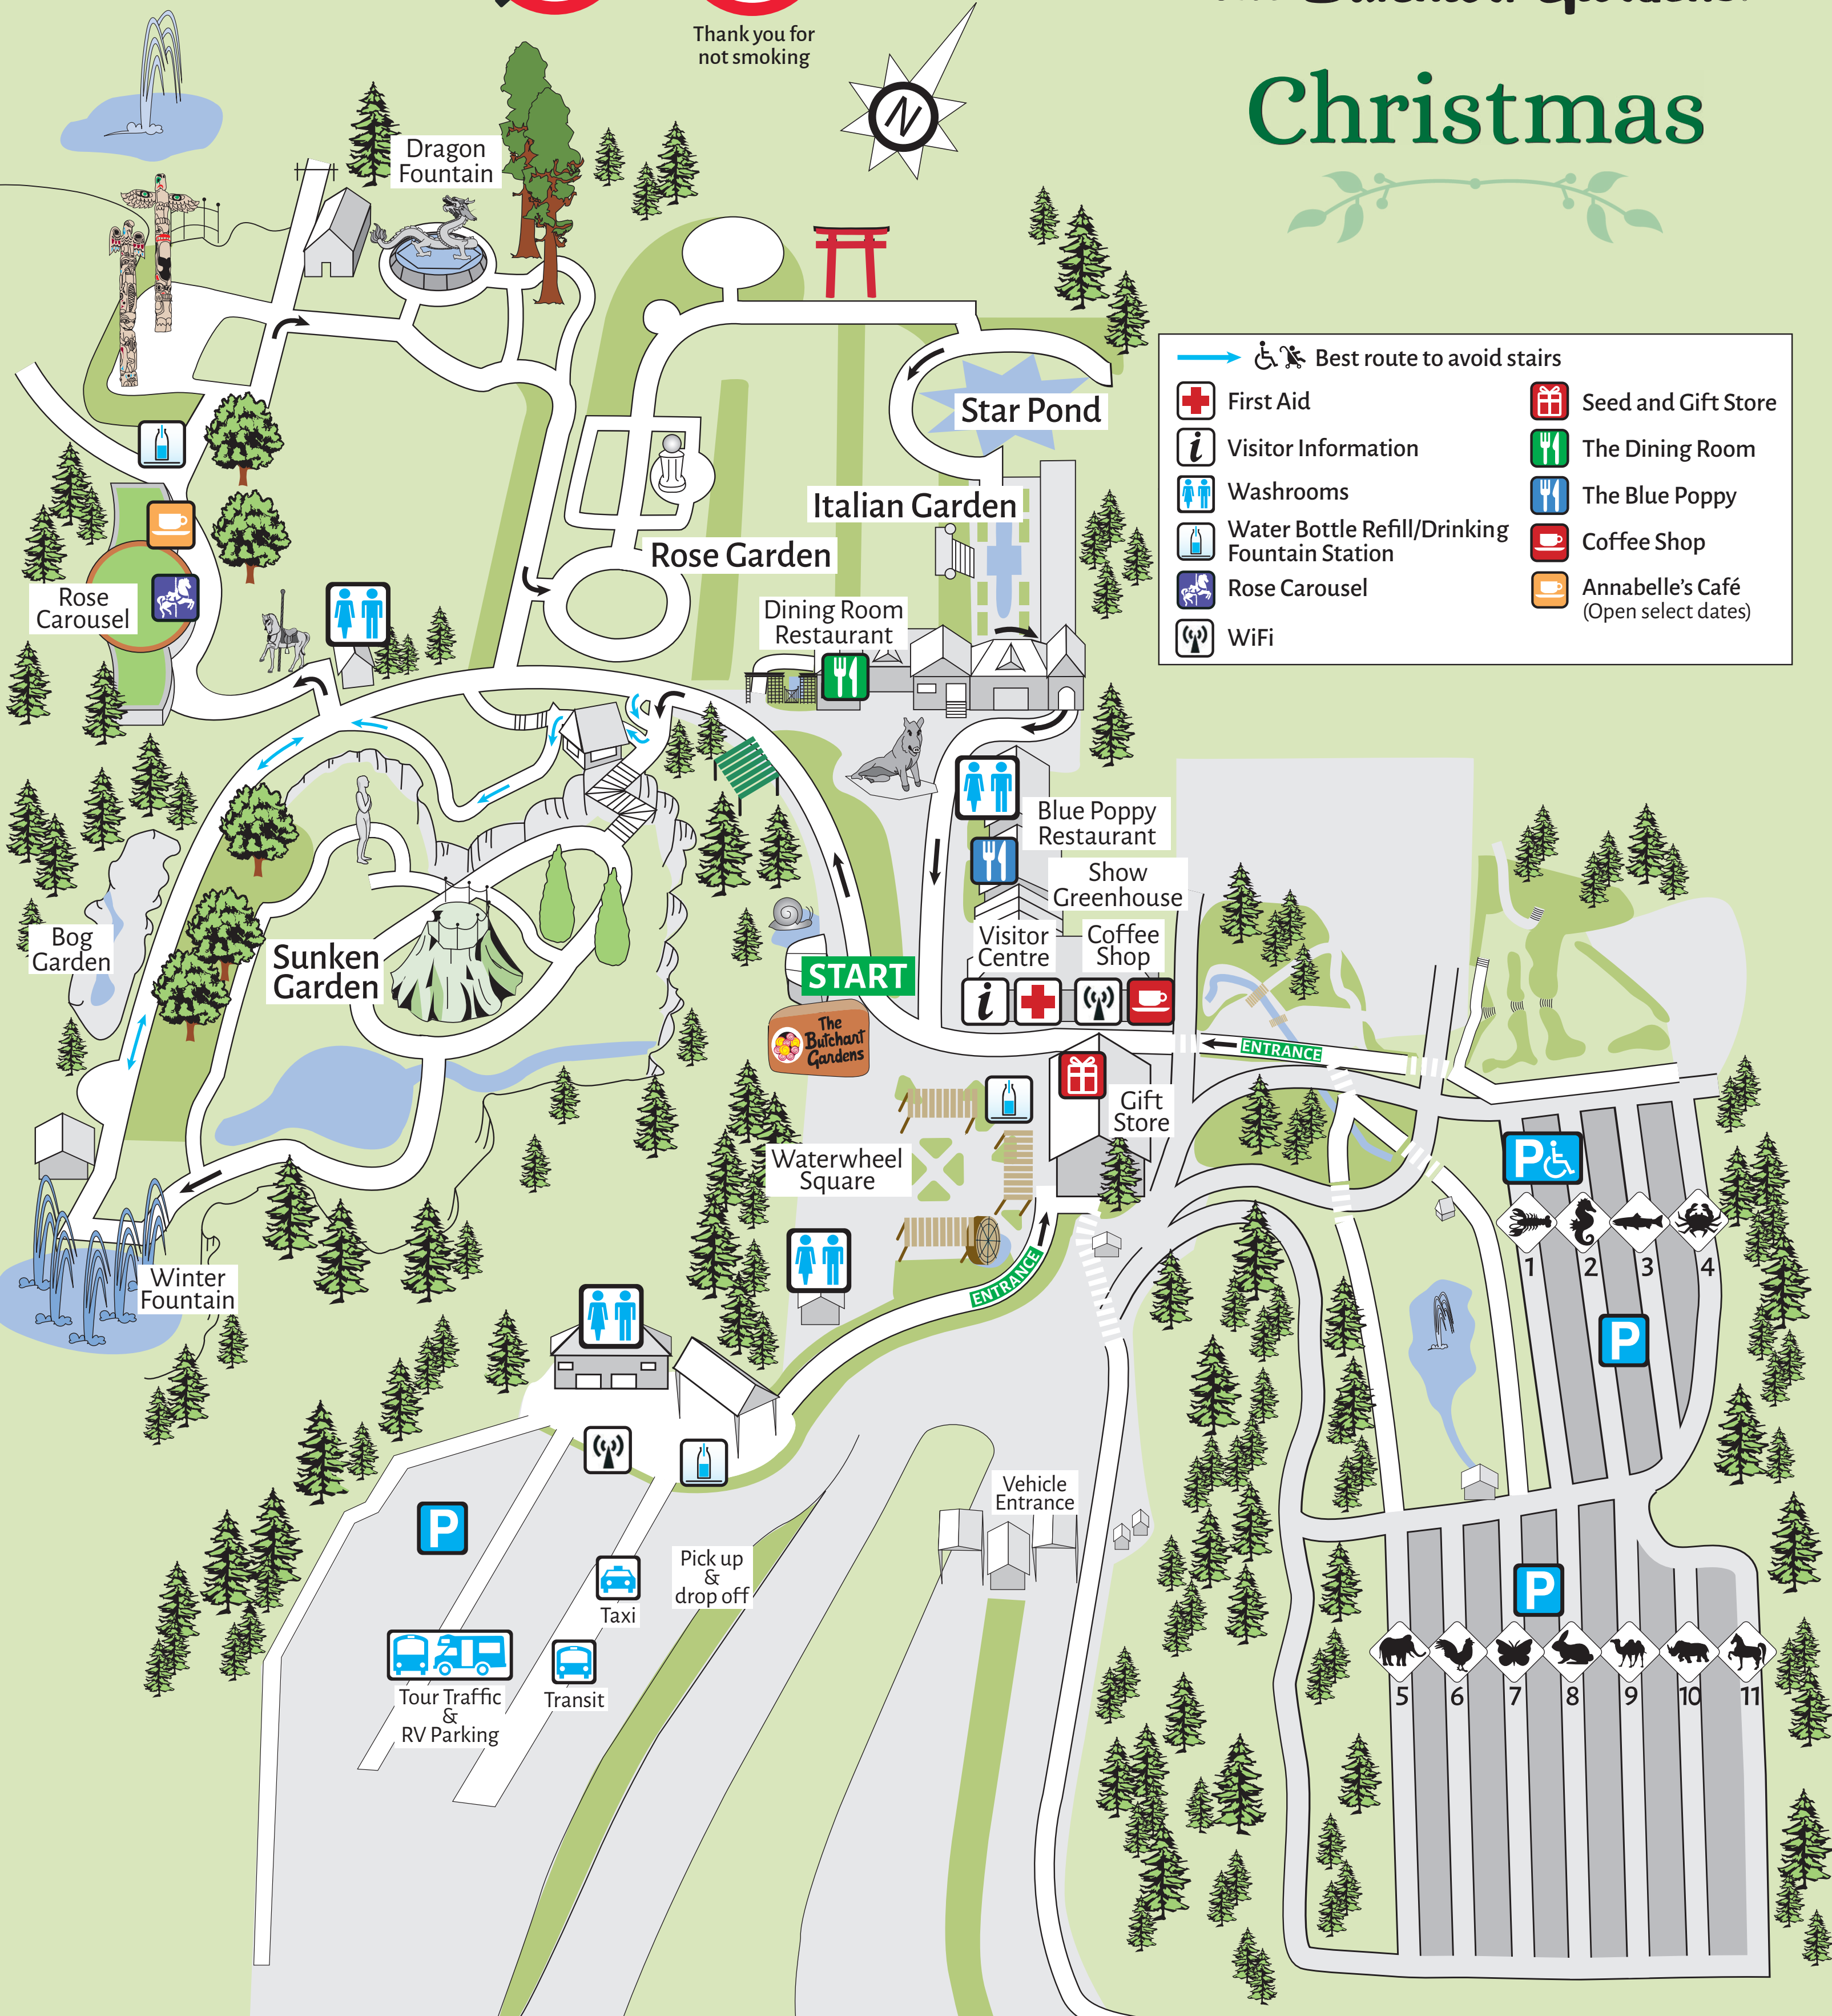 Thank you for
not smoking
N
Christmas
Dragon
Fountain
Best route to avoid stairs
First Aid
Visitor Information
Washrooms
Water Bottle Refill/Drinking
Fountain Station
Rose Carousel
WiFi
Seed and Gift Store
The Dining Room
The Blue Poppy
Coffee Shop
Annabelle's Café
(Open select dates)
Star Pond
Italian Garden
Rose Garden
Rose
Carousel
Dining Room
Restaurant
Blue Poppy
Restaurant
Show
Greenhouse
Visitor
Centre
Coffee
Shop
Bog
Garden
Sunken
Garden
START
The
Butchart
Gardens
ENTRANCE
Gift
Store
Waterwheel
Square
P
1
2
3
4
Winter
Fountain
ENTRANCE
P
Vehicle
Entrance
P
Taxi
Pick up
&
drop off
P
Tour Traffic
&
RV Parking
Transit
5
6
7
8
9
10
11